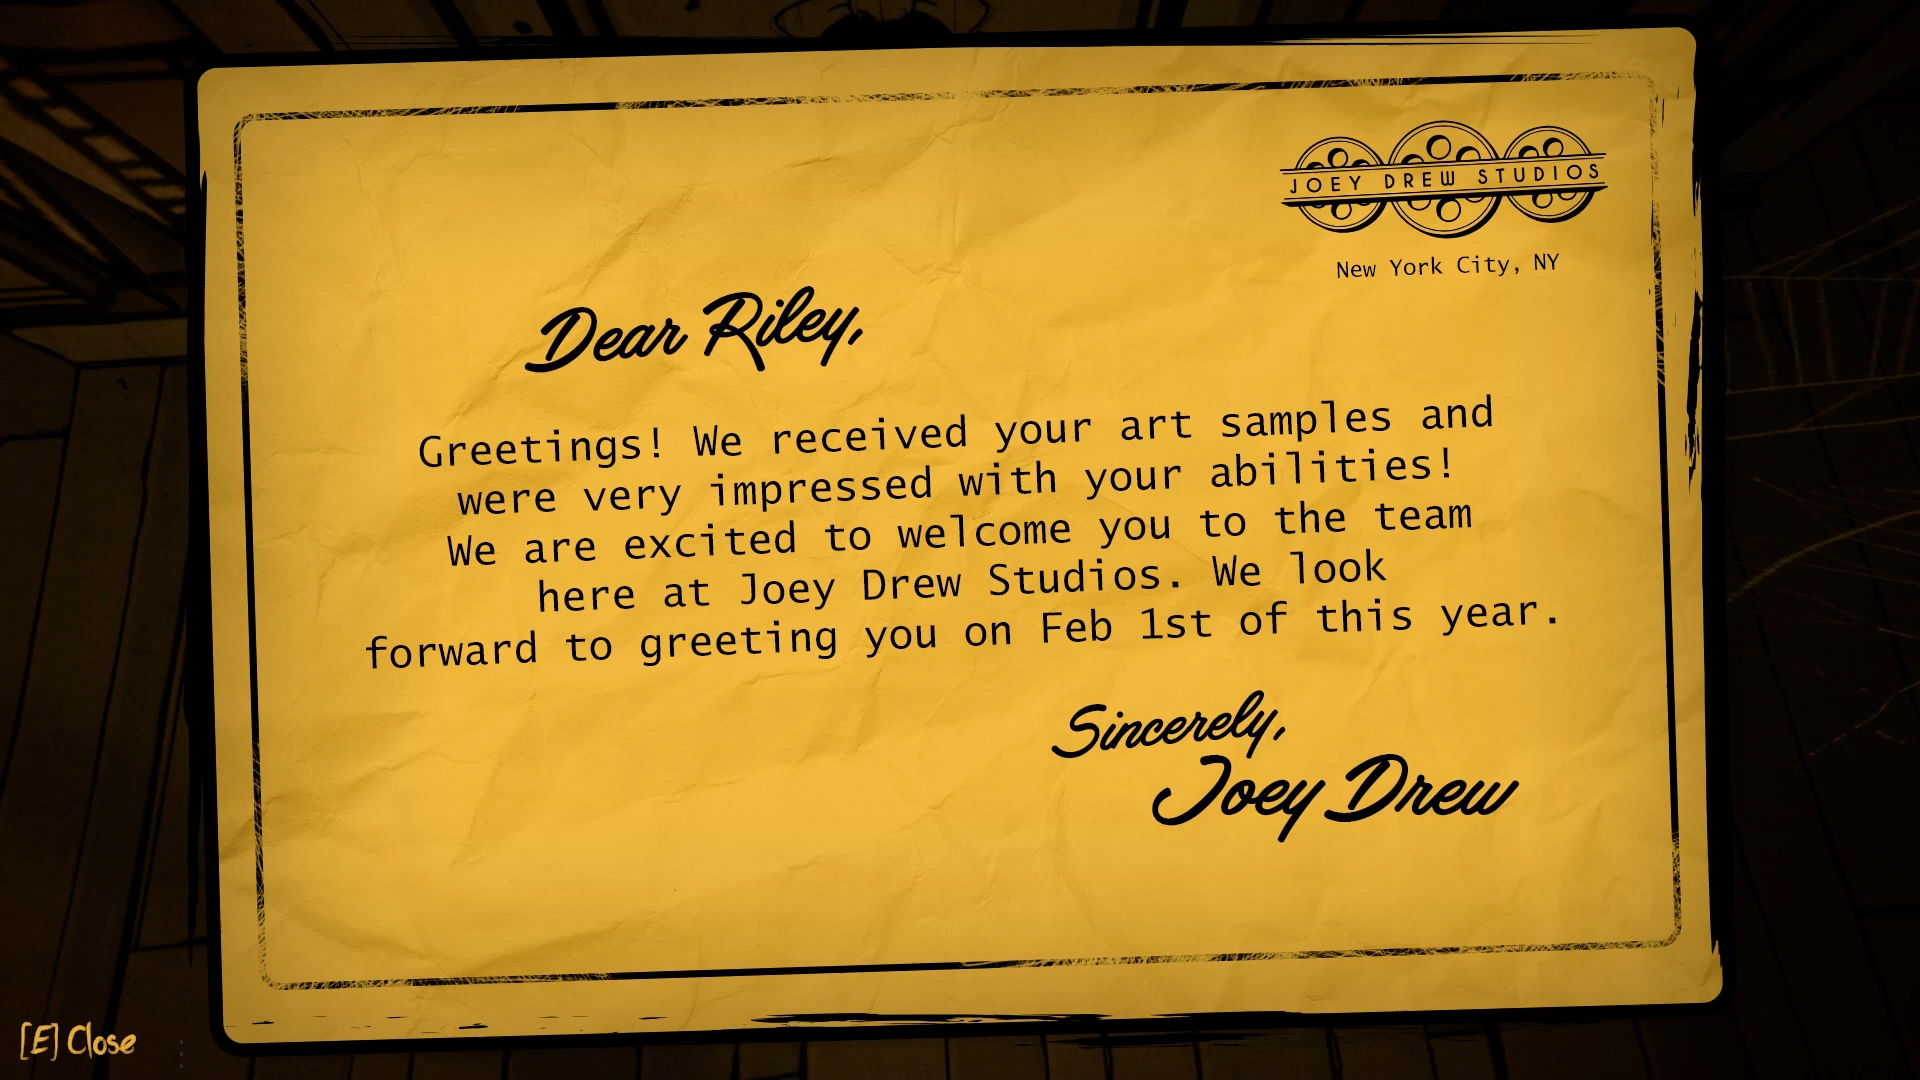 JOEY DREW STUDIOS
New York City, NY
Dear Riley,
Greetings! We received your art samples and
were very impressed with your abilities!
We are excited to welcome you to the team
here at Joey Drew Studios. We look
forward to greeting you on Feb 1st of this year.
Sincerely,
Joey Drew
[E] Close